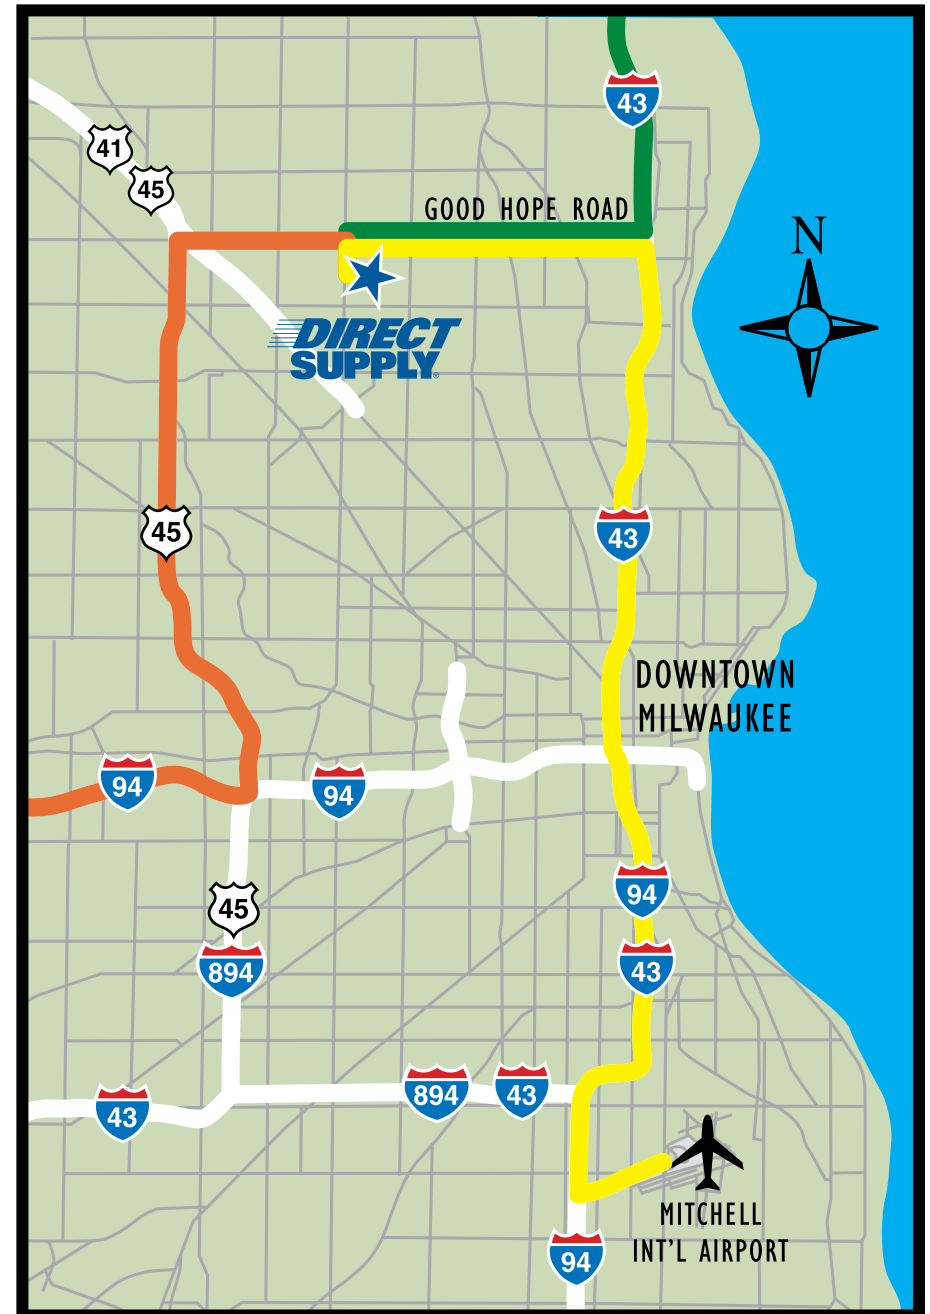 43
41
45
GOOD HOPE ROAD
N
DIRECT
SUPPLY®
45
43
DOWNTOWN
MILWAUKEE
94
94
94
45
894
43
894
43
43
MITCHELL
INT'L AIRPORT
94